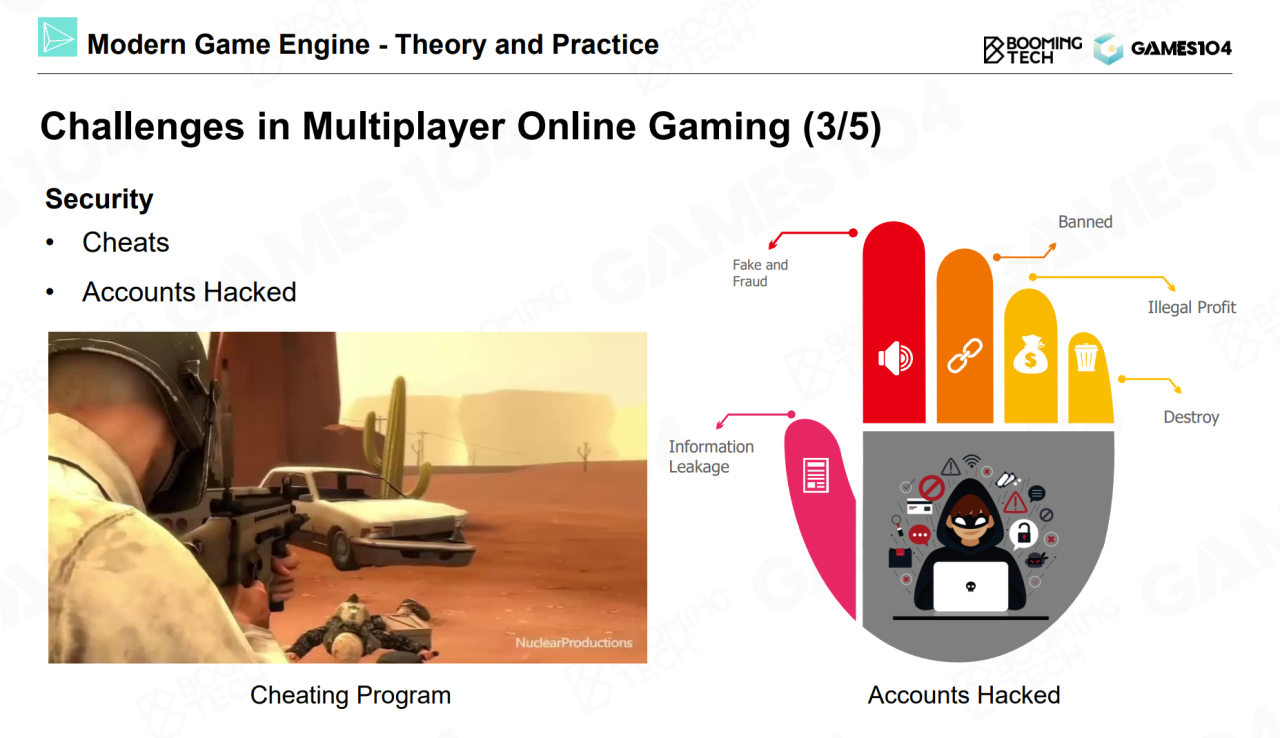 Modern Game Engine - Theory and Practice
BOOMING
TECH
GAMES104
Challenges in Multiplayer Online Gaming (3/5)
Security
• Cheats
• Accounts Hacked
NuclearProductions
Cheating Program
Fake and
Fraud
Banned
Illegal Profit
Destroy
Information
Leakage
Accounts Hacked